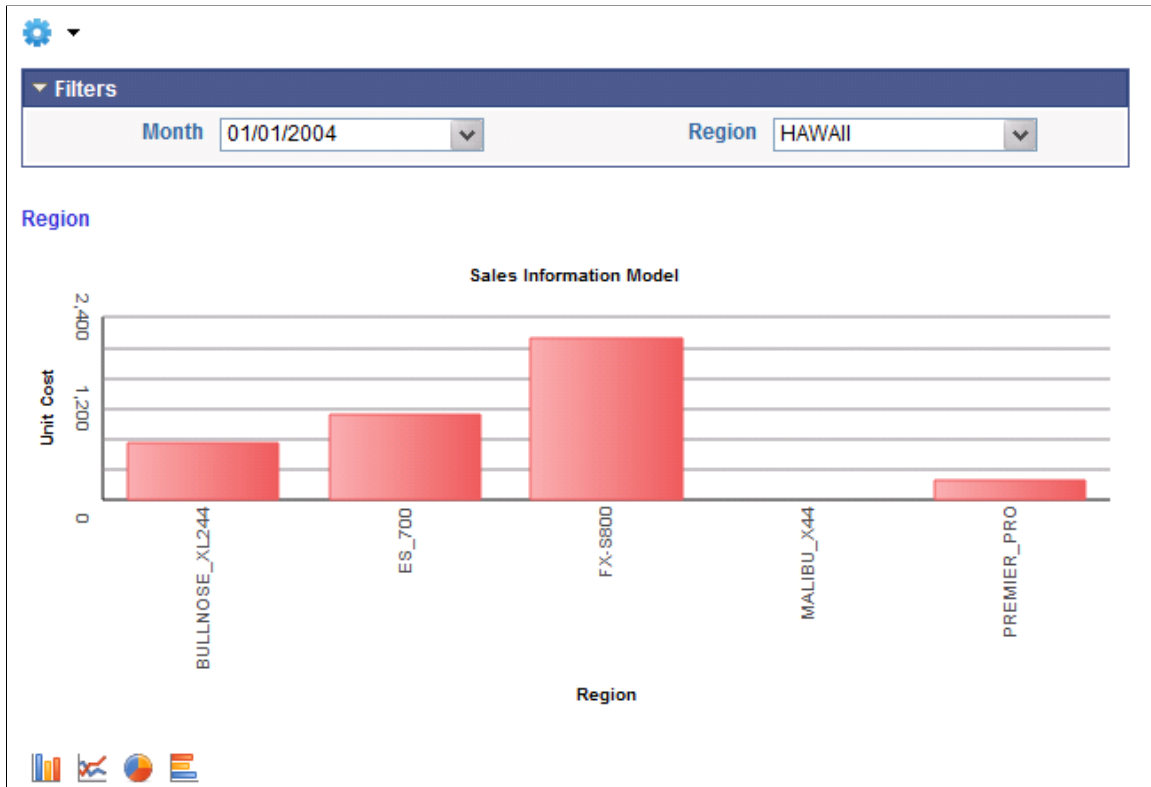 Filters
Month 01/01/2004 Region HAWAII
Region
Sales Information Model
Unit Cost
2,400
1,200
0
BULLNOSE_XL244
ES_700
FX-S800
MALIBU_X44
PREMIER_PRO
Region